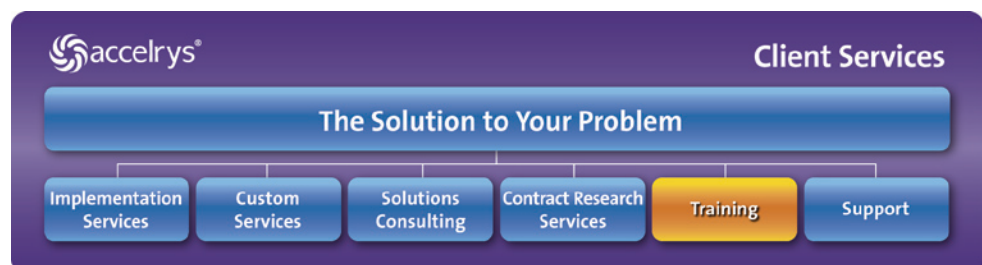 accelrys®
Client Services
The Solution to Your Problem
Implementation
Services
Custom
Services
Solutions
Consulting
Contract Research
Services
Training
Support